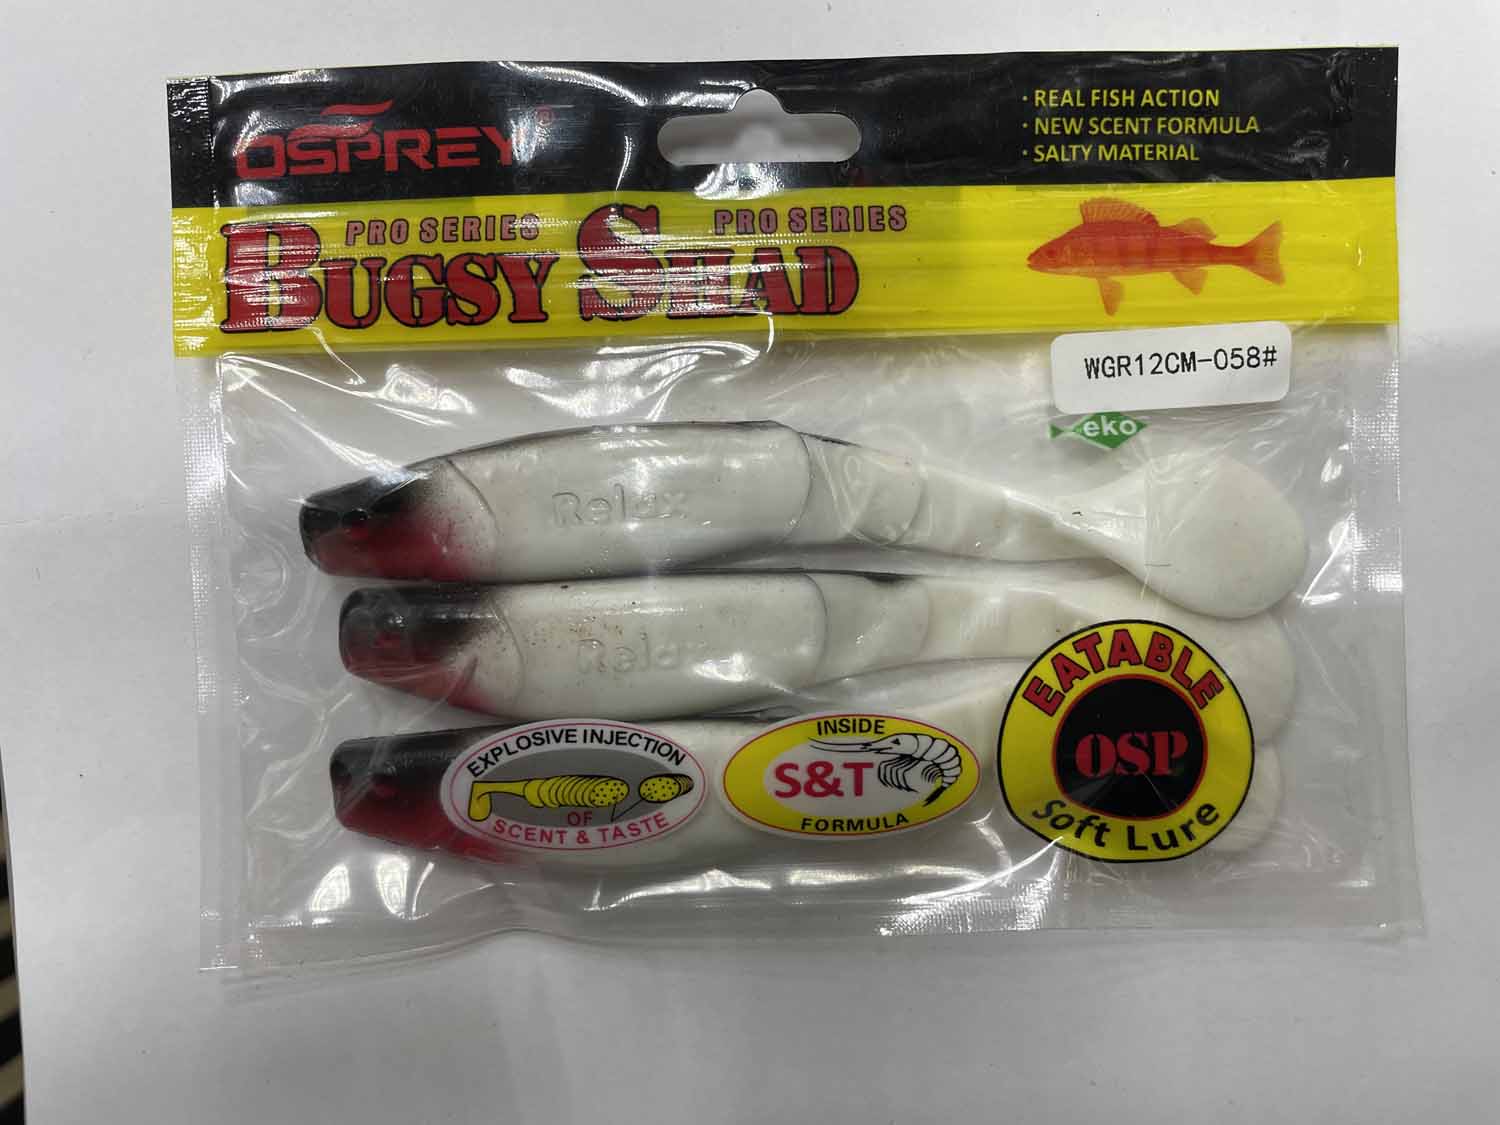 OSPREY®
· REAL FISH ACTION
· NEW SCENT FORMULA
· SALTY MATERIAL
PRO SERIES PRO SERIES
BUGSY SHAD
WGR12CM-058#
eko
Relax
Relax
EXPLOSIVE INJECTION
OF
SCENT & TASTE
INSIDE
S&T
FORMULA
EATABLE
OSP
Soft Lure